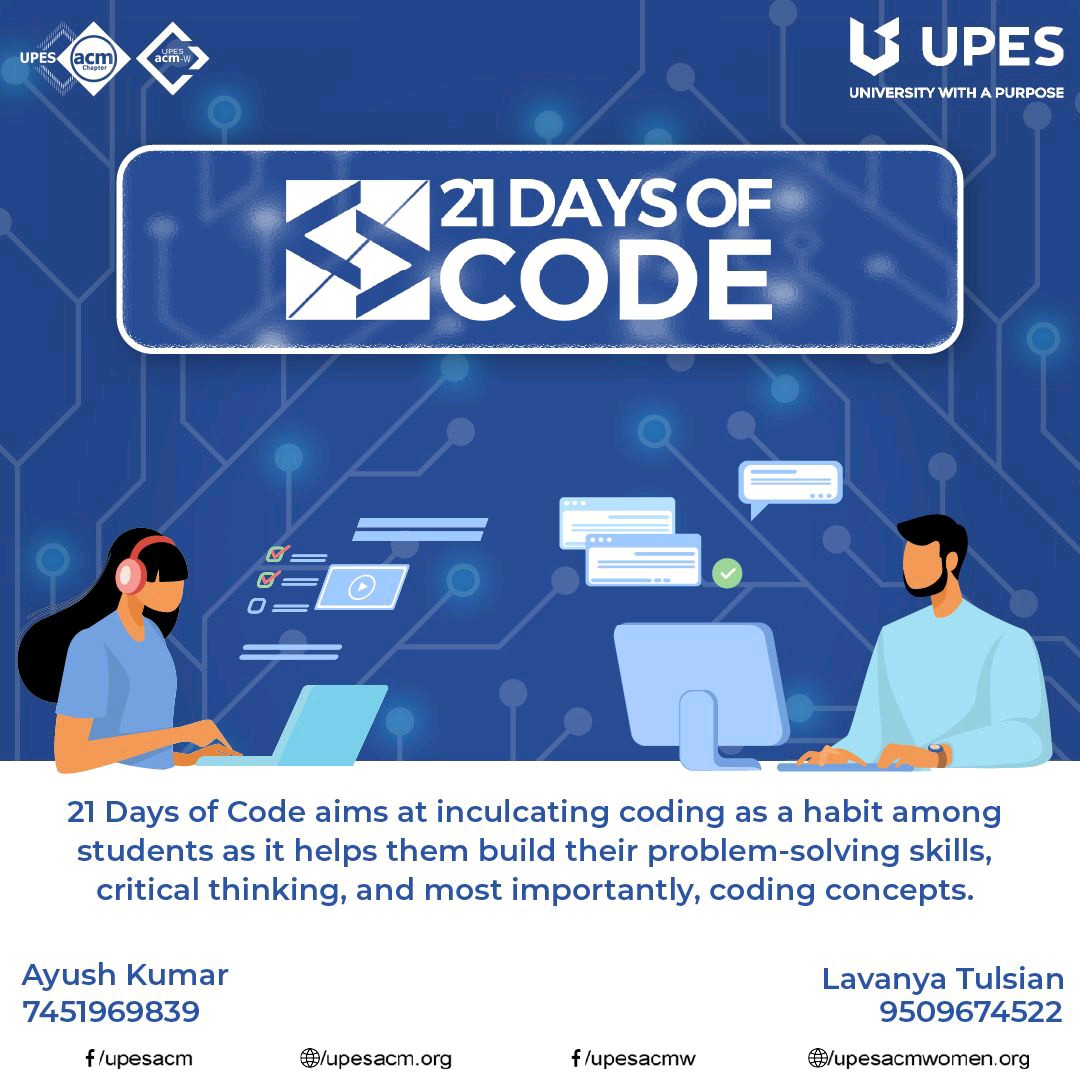 UPES acm Chapter
UPES acm-w
UPES
UNIVERSITY WITH A PURPOSE
21 DAYS OF
CODE
21 Days of Code aims at inculcating coding as a habit among
students as it helps them build their problem-solving skills,
critical thinking, and most importantly, coding concepts.
Ayush Kumar
7451969839
Lavanya Tulsian
9509674522
/upesacm
/upesacm.org
/upesacmw
/upesacmwomen.org